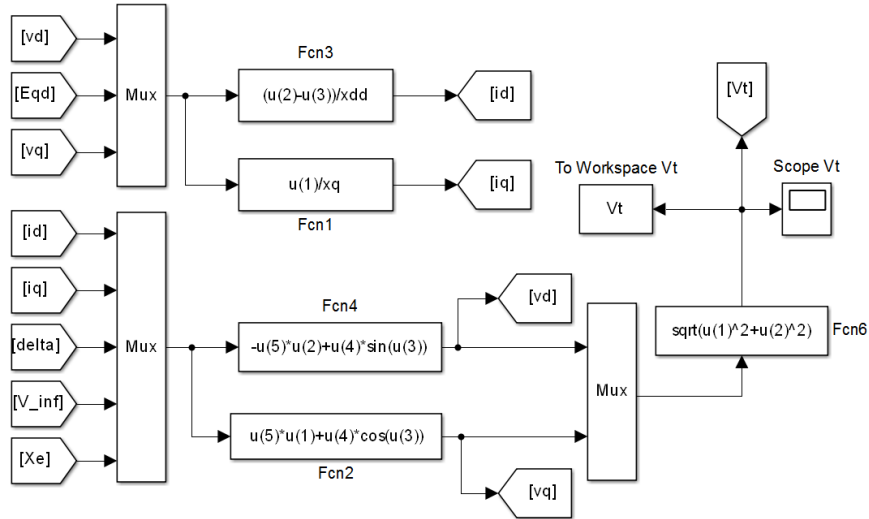 [vd]
[Eqd]
[vq]
Mux
Fcn3
(u(2)-u(3))/xdd
[id]
u(1)/xq
Fcn1
[iq]
[Vt]
To Workspace Vt
Vt
Scope Vt
[id]
[iq]
[delta]
[V_inf]
[Xe]
Mux
Fcn4
-u(5)*u(2)+u(4)*sin(u(3))
[vd]
u(5)*u(1)+u(4)*cos(u(3))
Fcn2
[vq]
Mux
sqrt(u(1)^2+u(2)^2)
Fcn6